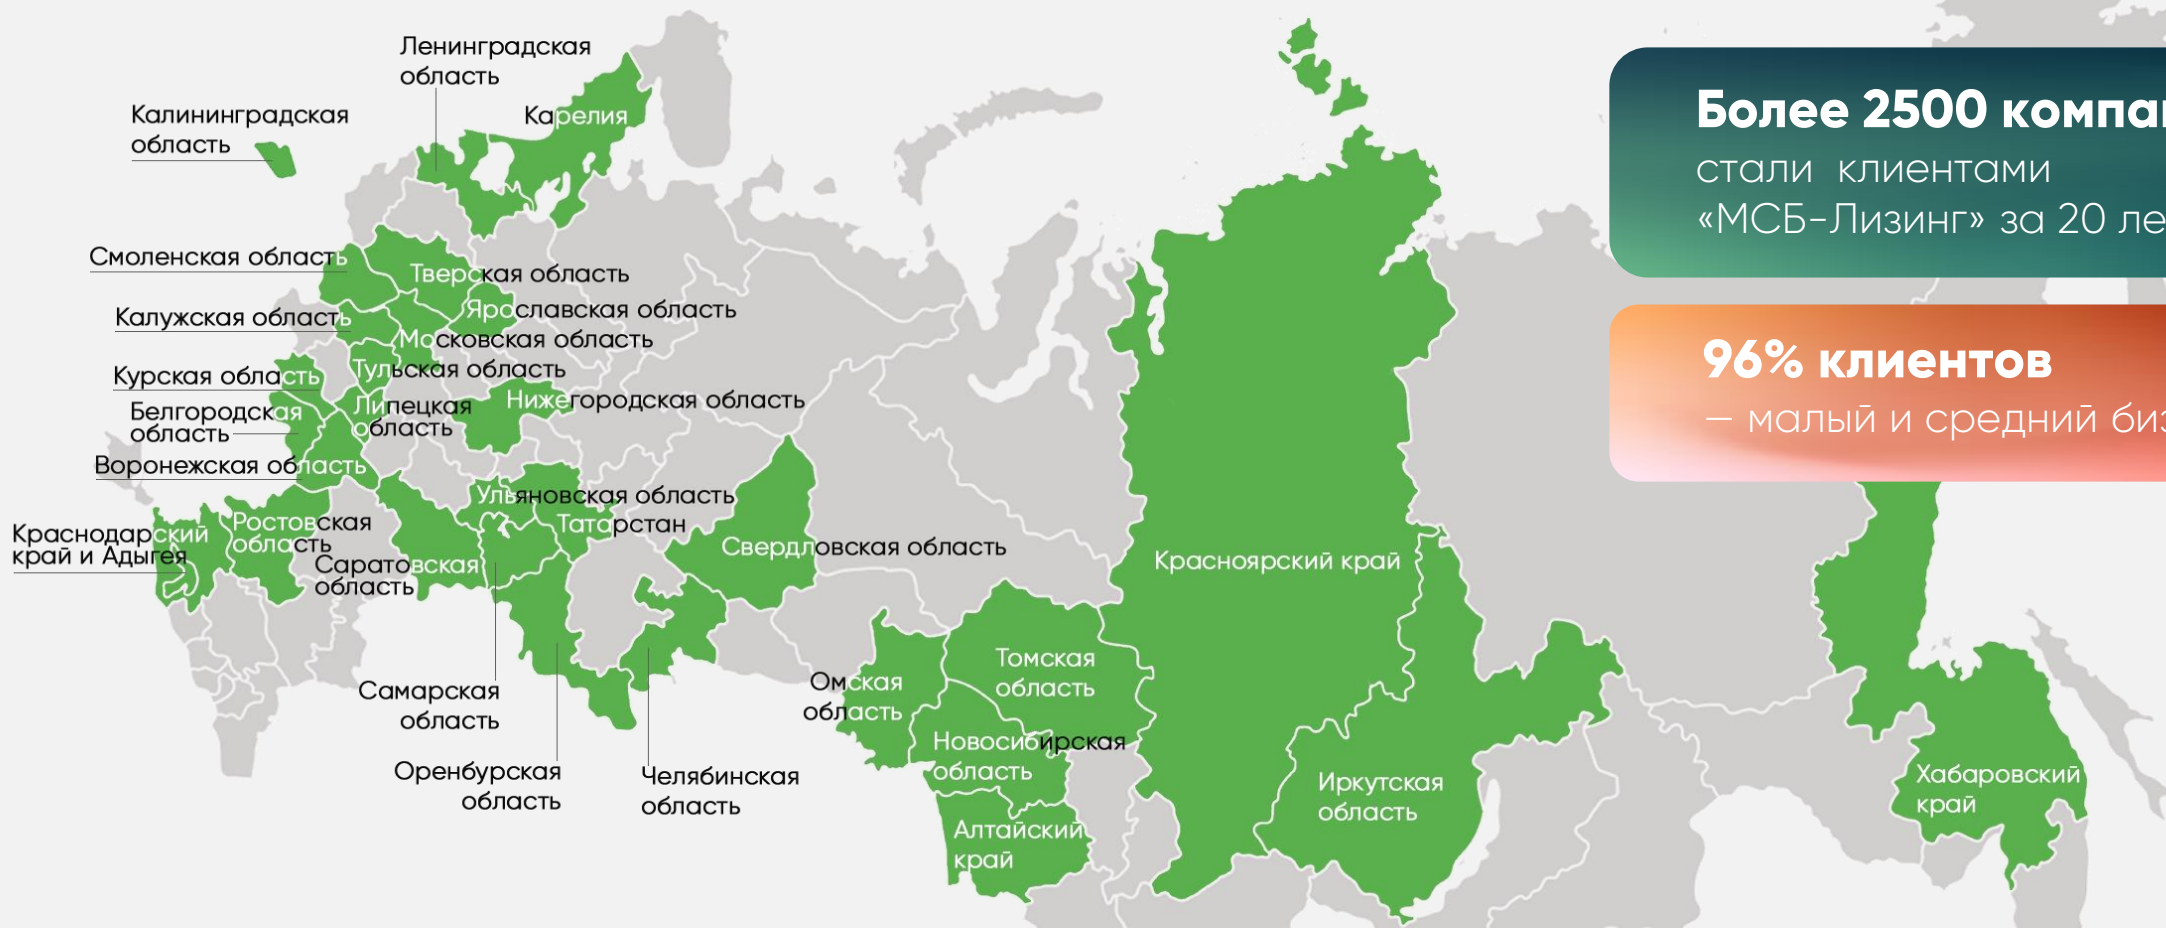 Ленинградская
область
Калининградская
область
Карелия
Смоленская область
Тверская область
Калужская область
Ярославская область
Московская область
Курская область
Тульская область
Белгородская
область
Липецкая
область
Нижегородская область
Воронежская область
Краснодарский
край и Адыгея
Ростовская
область
Ульяновская область
Татарстан
Саратовская
область
Свердловская область
Красноярский край
Самарская
область
Оренбурская
область
Челябинская
область
Омская
область
Томская
область
Новосибирская
область
Алтайский
край
Иркутская
область
Хабаровский
край
Более 2500 компа
стали клиентами
«МСБ-Лизинг» за 20 ле
96% клиентов
— малый и средний биз